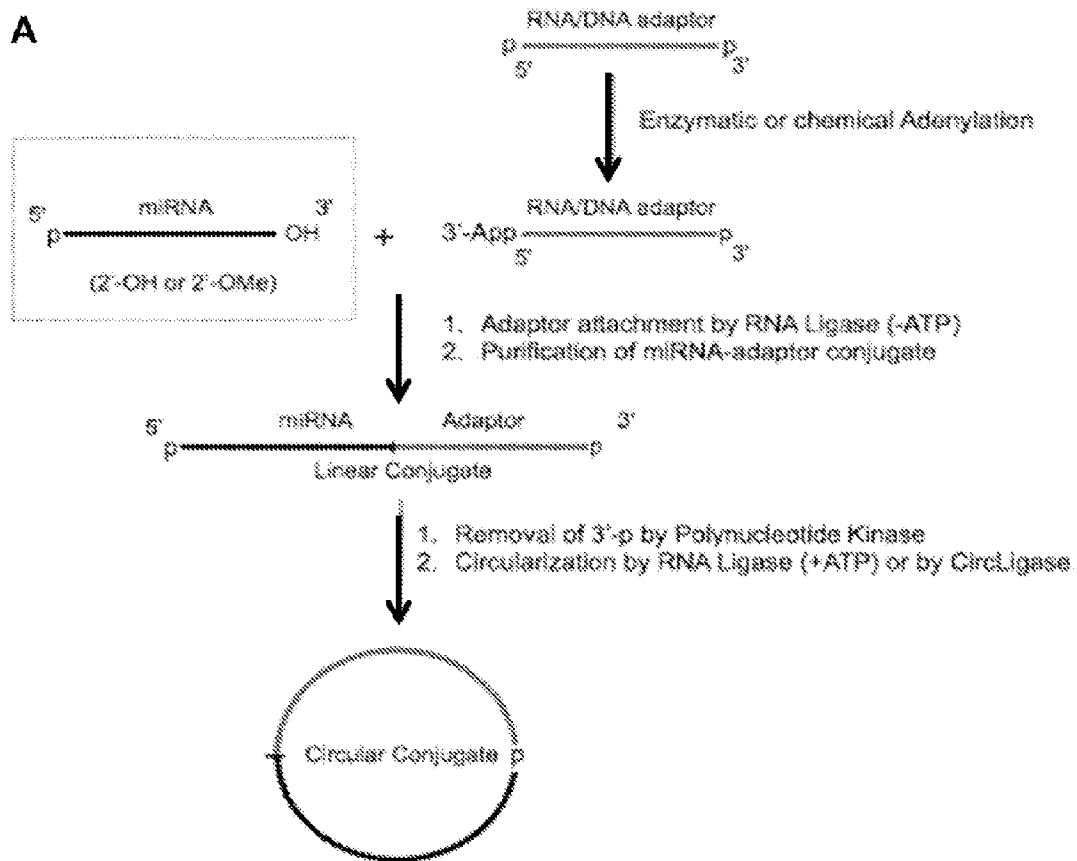 A
RNA/DNA adaptor
p p
5' 3'
Enzymatic or chemical Adenylation
5' miRNA 3'
p OH
(2'-OH or 2'-OMe)
+
RNA/DNA adaptor
3'-App p
5' 3'
1. Adaptor attachment by RNA Ligase (-ATP)
2. Purification of miRNA-adaptor conjugate
5' miRNA Adaptor 3'
p p
Linear Conjugate
1. Removal of 3'-p by Polynucleotide Kinase
2. Circularization by RNA Ligase (+ATP) or by CircLigase
Circular Conjugate p